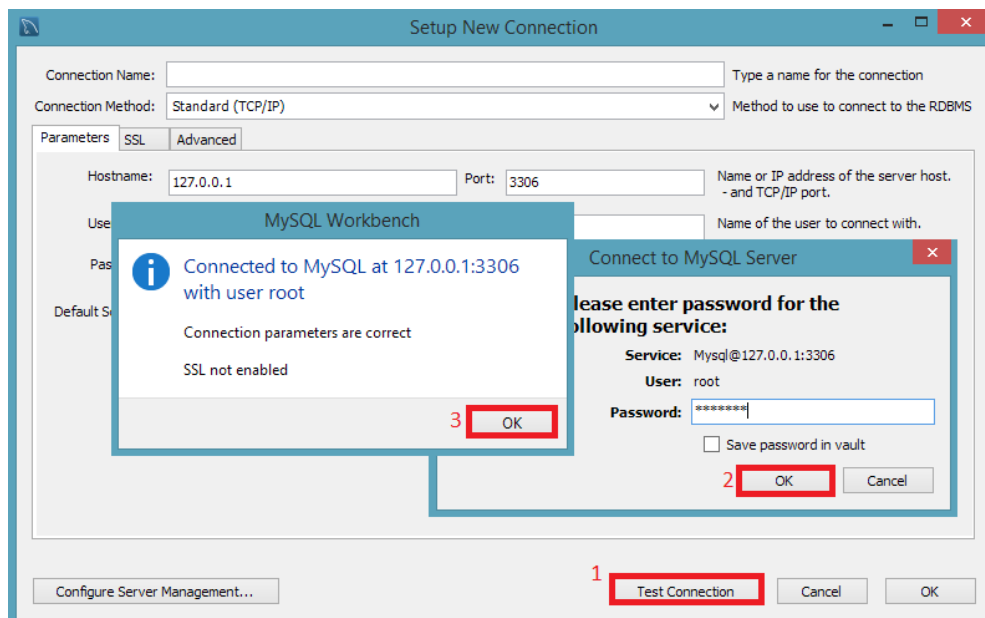 Setup New Connection
Connection Name:
Type a name for the connection
Connection Method: Standard (TCP/IP)
Method to use to connect to the RDBMS
Parameters SSL Advanced
Hostname: 127.0.0.1 Port: 3306
Name or IP address of the server host.
- and TCP/IP port.
Use
Name of the user to connect with.
Pas
Default S
MySQL Workbench
Connected to MySQL at 127.0.0.1:3306
with user root
Connection parameters are correct
SSL not enabled
3 OK
Connect to MySQL Server
lease enter password for the
llowing service:
Service: Mysql@127.0.0.1:3306
User: root
Password: *******
Save password in vault
2 OK Cancel
1
Configure Server Management... Test Connection Cancel OK